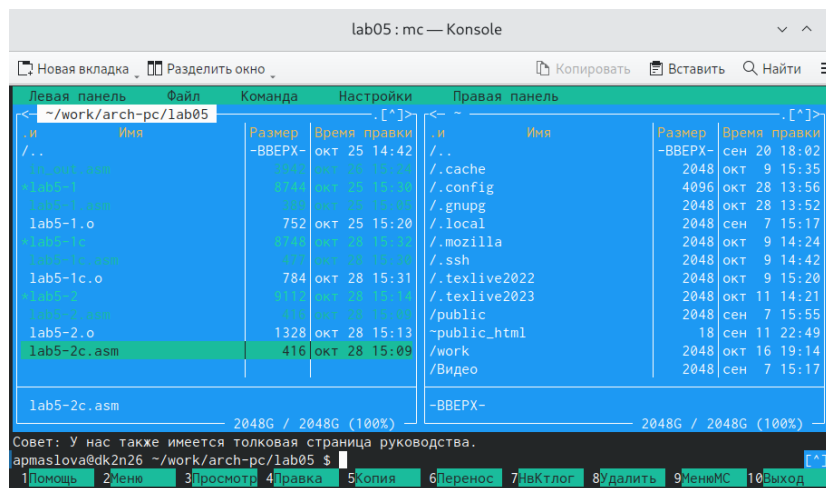 lab05 : mc — Konsole
Новая вкладка Разделить окно Копировать Вставить Найти
Левая панель Файл Команда Настройки Правая панель
<- ~/work/arch-pc/lab05 .[^]> <- ~ .[^]>
.и Имя Размер Время правки .и Имя Размер Время правки
/.. -ВВЕРХ- окт 25 14:42 /.. -ВВЕРХ- сен 20 18:02
in_out.asm 3942 окт 26 15:24 /.cache 2048 окт 9 15:35
*lab5-1 8744 окт 25 15:30 /.config 4096 окт 28 13:56
lab5-1.asm окт 25 15:05 /.gnupg 2048 окт 28 13:52
lab5-1.o 752 окт 25 15:20 /.local 2048 сен 7 15:17
*lab5-1c 8748 окт 28 15:32 /.mozilla 2048 окт 9 14:24
lab5-1c.asm 477 окт 28 /.ssh 2048 окт 9 14:42
lab5-1c.o 784 окт 28 15:31 /.texlive2022 2048 окт 9 15:20
*lab5-2 9112 окт 28 15:14 /.texlive2023 2048 окт 11 14:21
lab5-2.asm 416 окт 28 15:09 /public 2048 сен 7 15:55
lab5-2.o 1328 окт 28 15:13 ~public_html 18 сен 11 22:49
lab5-2c.asm 416 окт 28 15:09 /work 2048 окт 16 19:14
/Видео 2048 сен 7 15:17
lab5-2c.asm -ВВЕРХ-
2048G / 2048G (100%) 2048G / 2048G (100%)
Совет: У нас также имеется толковая страница руководства.
apmaslova@dk2n26 ~/work/arch-pc/lab05 $ [^]
1Помощь 2Меню 3Просмотр 4Правка 5Копия 6Перенос 7НвКтлог 8Удалить 9МенюМС 10Выход